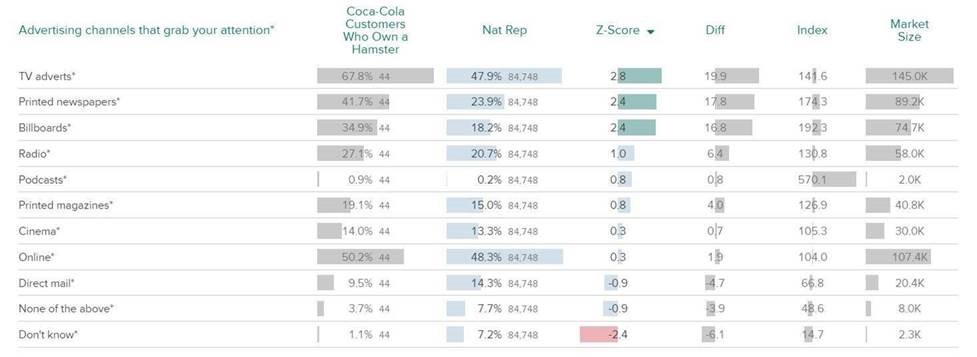 Advertising channels that grab your attention* Coca-Cola Customers Who Own a Hamster Nat Rep Z-Score Diff Index Market Size
TV adverts* 67.8% 44 47.9% 84,748 2.8 19.9 141.6 145.0K
Printed newspapers* 41.7% 44 23.9% 84,748 2.4 17.8 174.3 89.2K
Billboards* 34.9% 44 18.2% 84,748 2.4 16.8 192.3 74.7K
Radio* 27.1% 44 20.7% 84,748 1.0 6.4 130.8 58.0K
Podcasts* 0.9% 44 0.2% 84,748 0.8 0.8 570.1 2.0K
Printed magazines* 19.1% 44 15.0% 84,748 0.8 4.0 126.9 40.8K
Cinema* 14.0% 44 13.3% 84,748 0.3 0.7 105.3 30.0K
Online* 50.2% 44 48.3% 84,748 0.3 1.9 104.0 107.4K
Direct mail* 9.5% 44 14.3% 84,748 -0.9 -4.7 66.8 20.4K
None of the above* 3.7% 44 7.7% 84,748 -0.9 -3.9 48.6 8.0K
Don't know* 1.1% 44 7.2% 84,748 -2.4 -6.1 14.7 2.3K